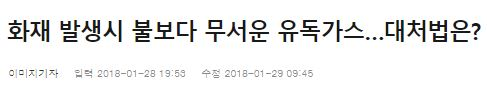 화재 발생시 불보다 무서운 유독가스...대처법은?
이미지기자 입력 2018-01-28 19:53 수정 2018-01-29 09:45